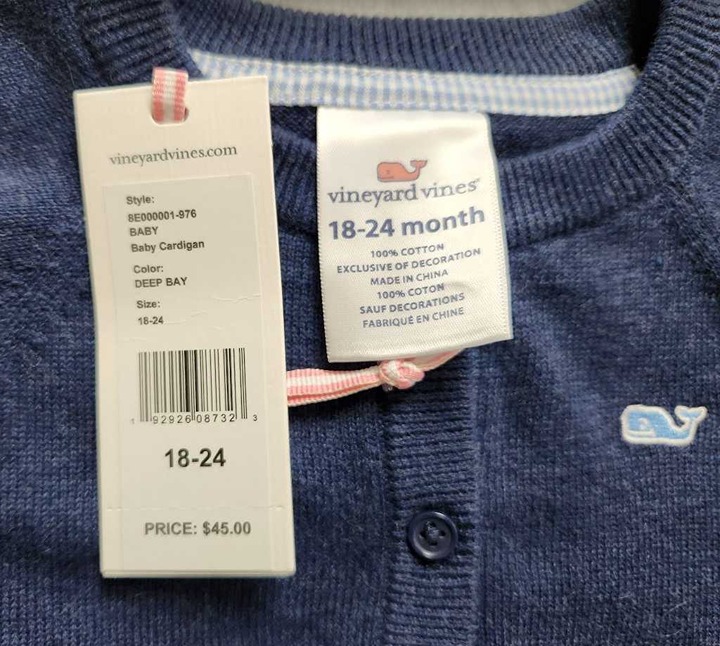 vineyardvines.com
Style:
8E000001-976
BABY
Baby Cardigan
Color:
DEEP BAY
Size:
18-24
1 92926 08732 3
18-24
PRICE: $45.00
vineyard vines®
18-24 month
100% COTTON
EXCLUSIVE OF DECORATION
MADE IN CHINA
100% COTON
SAUF DECORATIONS
FABRIQUÉ EN CHINE